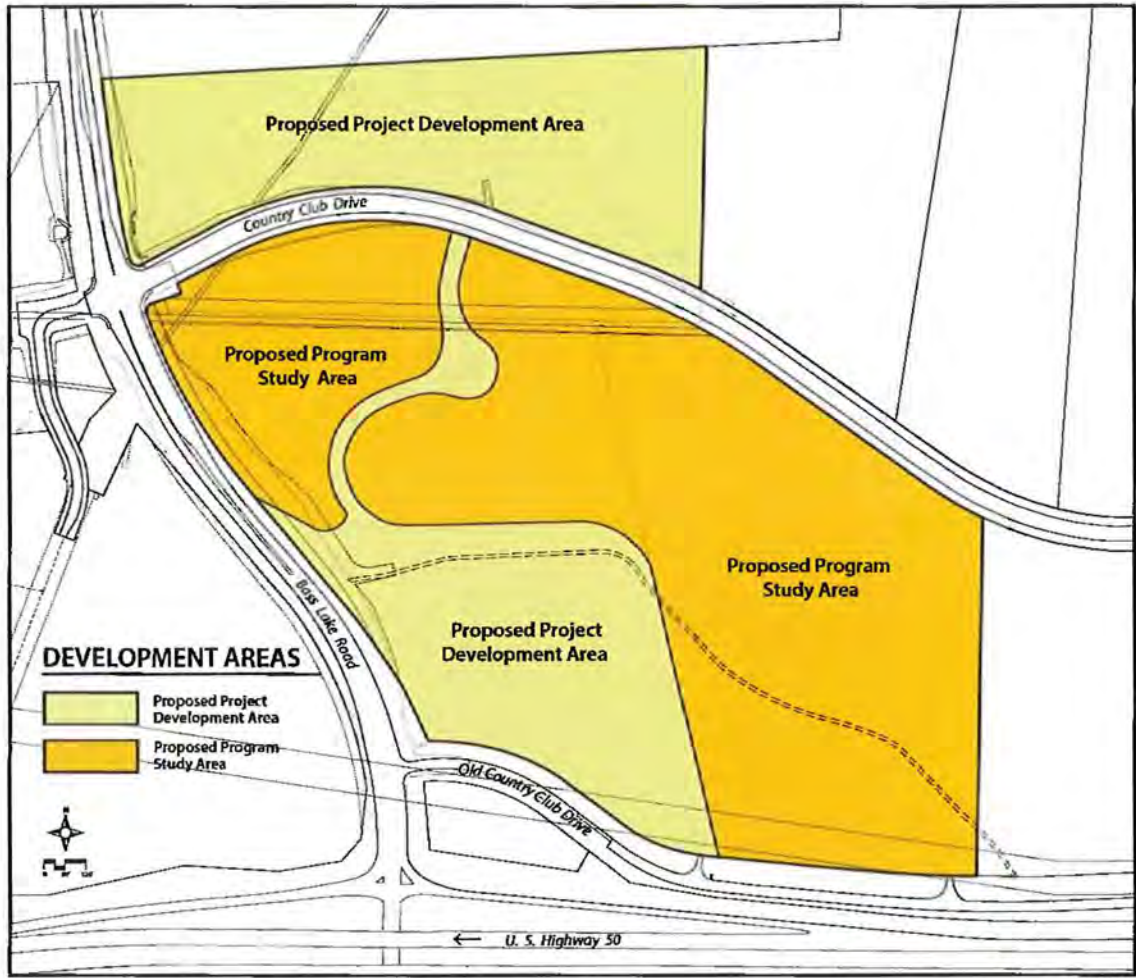 Proposed Project Development Area
Country Club Drive
Proposed Program
Study Area
Proposed Program
Study Area
Proposed Project
Development Area
Bass Lake Road
DEVELOPMENT AREAS
Proposed Project
Development Area
Proposed Program
Study Area
Old Country Club Drive
N
← U. S. Highway 50